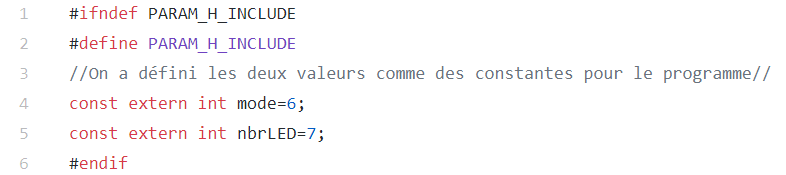 1 #ifndef PARAM_H_INCLUDE
2 #define PARAM_H_INCLUDE
3 //On a défini les deux valeurs comme des constantes pour le programme//
4 const extern int mode=6;
5 const extern int nbrLED=7;
6 #endif